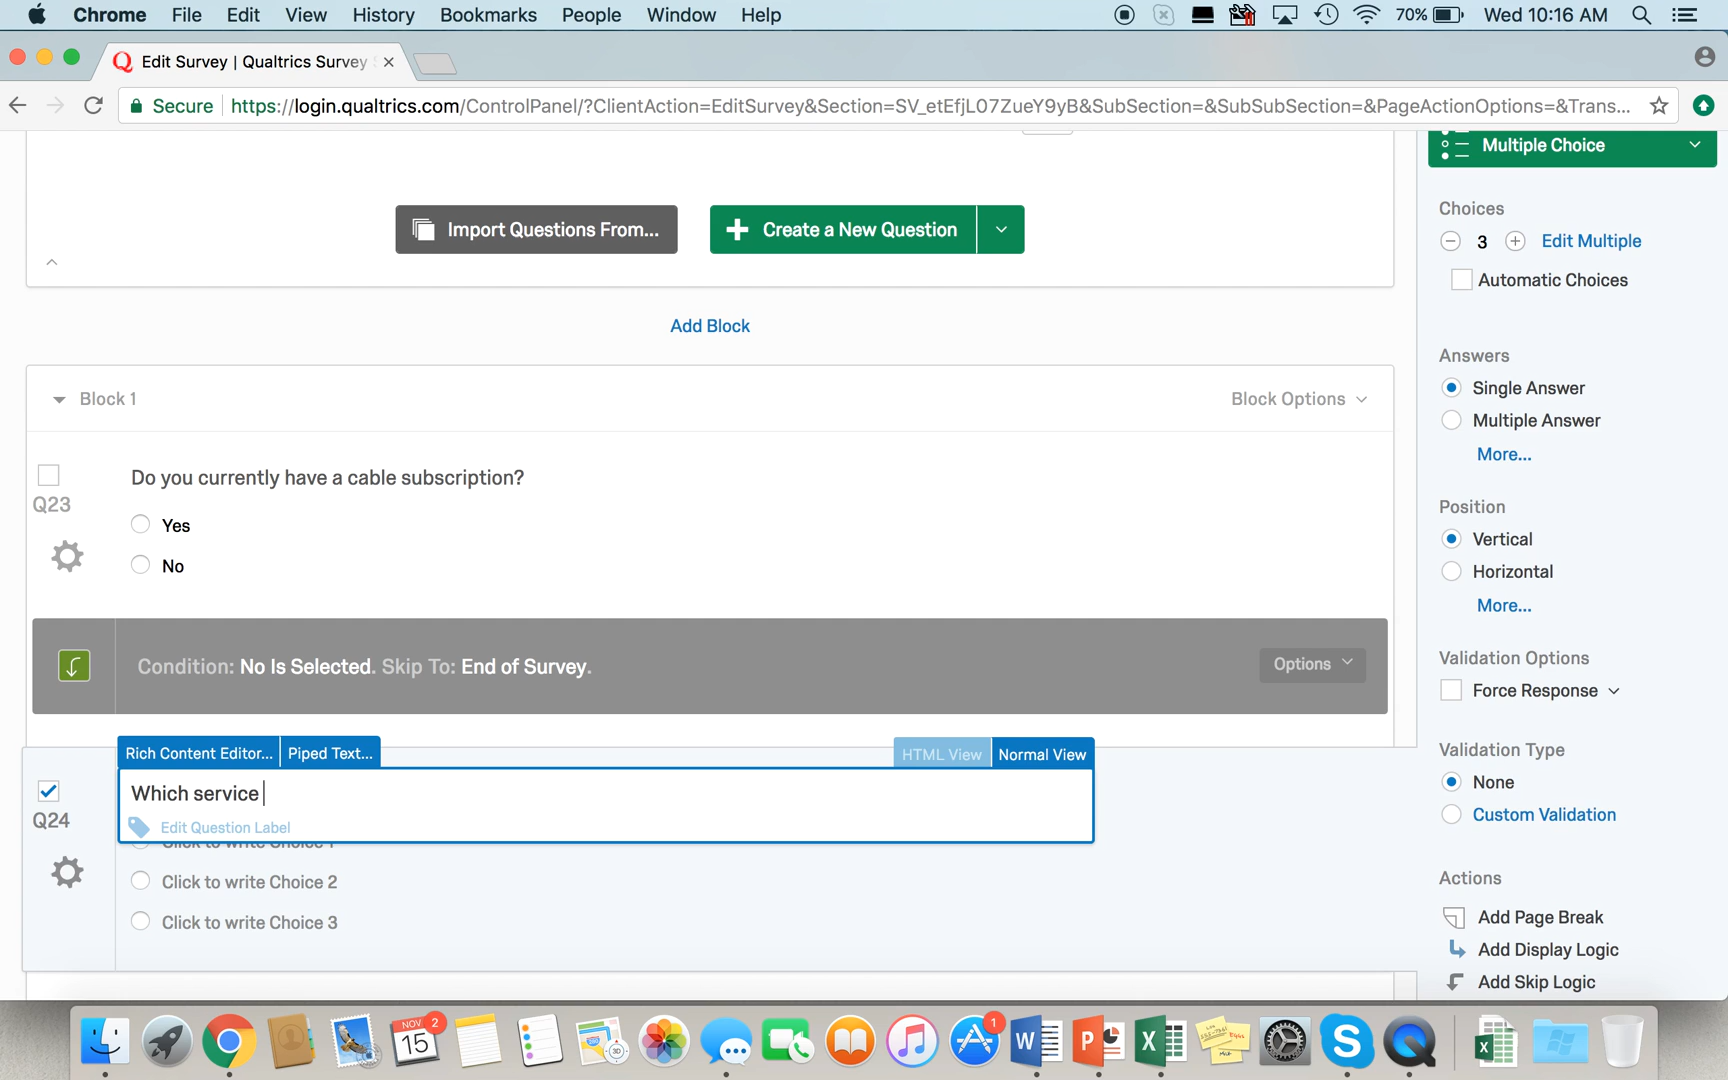 Chrome File Edit View History Bookmarks People Window Help 70% Wed 10:16 AM
Edit Survey | Qualtrics Survey
Secure https://login.qualtrics.com/ControlPanel/?ClientAction=EditSurvey&Section=SV_etEfjL07ZueY9yB&SubSection=&SubSubSection=&PageActionOptions=&Trans...
Multiple Choice
Import Questions From...
Create a New Question
Choices
3 Edit Multiple
Automatic Choices
Add Block
Answers
Single Answer
Multiple Answer
More...
Block 1
Block Options
Q23
Do you currently have a cable subscription?
Yes
No
Position
Vertical
Horizontal
More...
Condition: No Is Selected. Skip To: End of Survey.
Options
Validation Options
Force Response
Rich Content Editor... Piped Text... HTML View Normal View
Q24
Which service
Edit Question Label
Click to write Choice 1
Click to write Choice 2
Click to write Choice 3
Validation Type
None
Custom Validation
Actions
Add Page Break
Add Display Logic
Add Skip Logic
NOV
15
2
3D
1
W
P
X
S
X